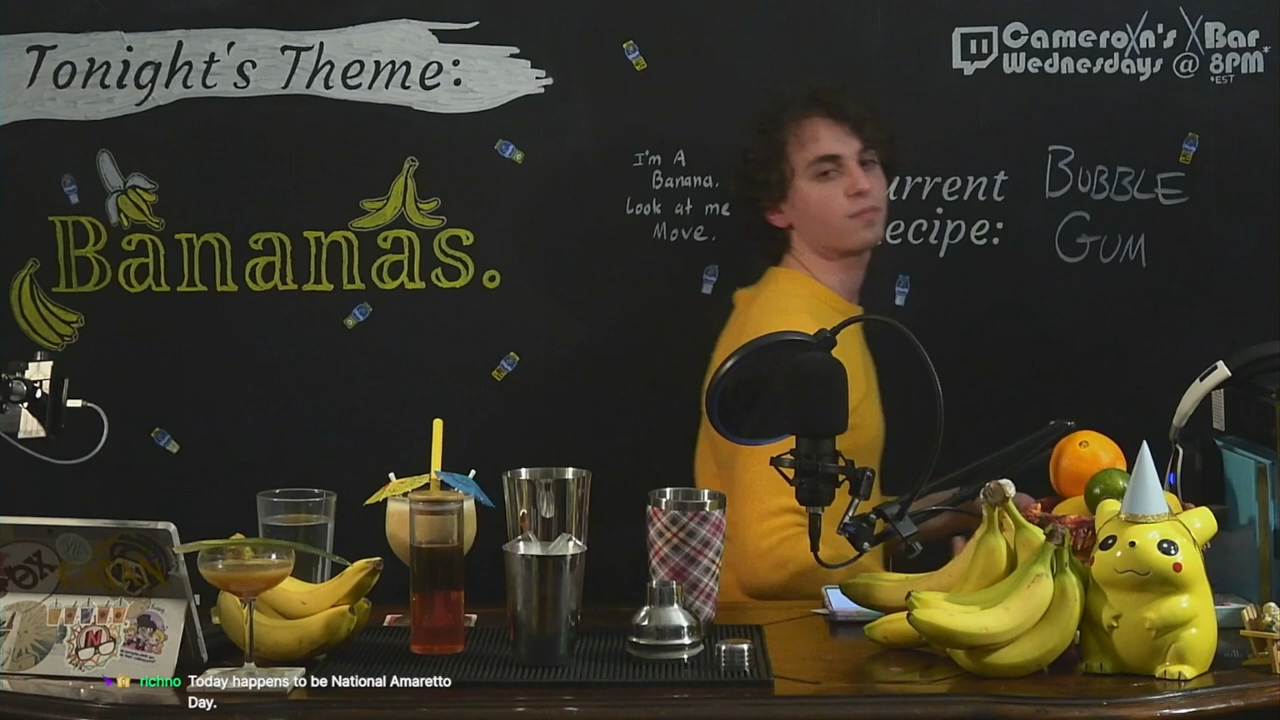 Tonight's Theme:
Bananas.
I'm A
Banana.
Look at me
Move.
Cameron's Bar
Wednesdays @ 8PM*
*EST
urrent
ecipe:
BUBBLE
GUM
richno Today happens to be National Amaretto
Day.